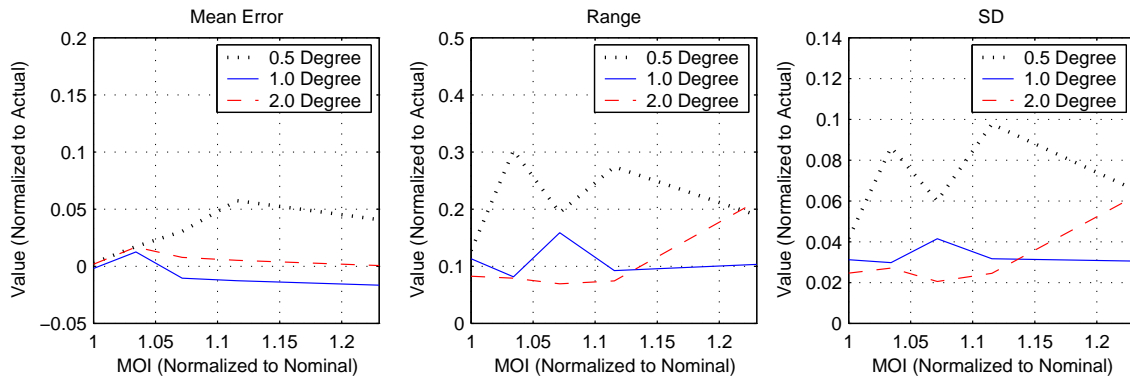 Mean Error
0.2
0.15
0.1
0.05
0
−0.05
1
1.05
1.1
1.15
1.2
Value (Normalized to Actual)
MOI (Normalized to Nominal)
0.5 Degree
1.0 Degree
2.0 Degree
Range
0.5
0.4
0.3
0.2
0.1
0
1
1.05
1.1
1.15
1.2
Value (Normalized to Actual)
MOI (Normalized to Nominal)
0.5 Degree
1.0 Degree
2.0 Degree
SD
0.14
0.12
0.1
0.08
0.06
0.04
0.02
0
1
1.05
1.1
1.15
1.2
Value (Normalized to Actual)
MOI (Normalized to Nominal)
0.5 Degree
1.0 Degree
2.0 Degree